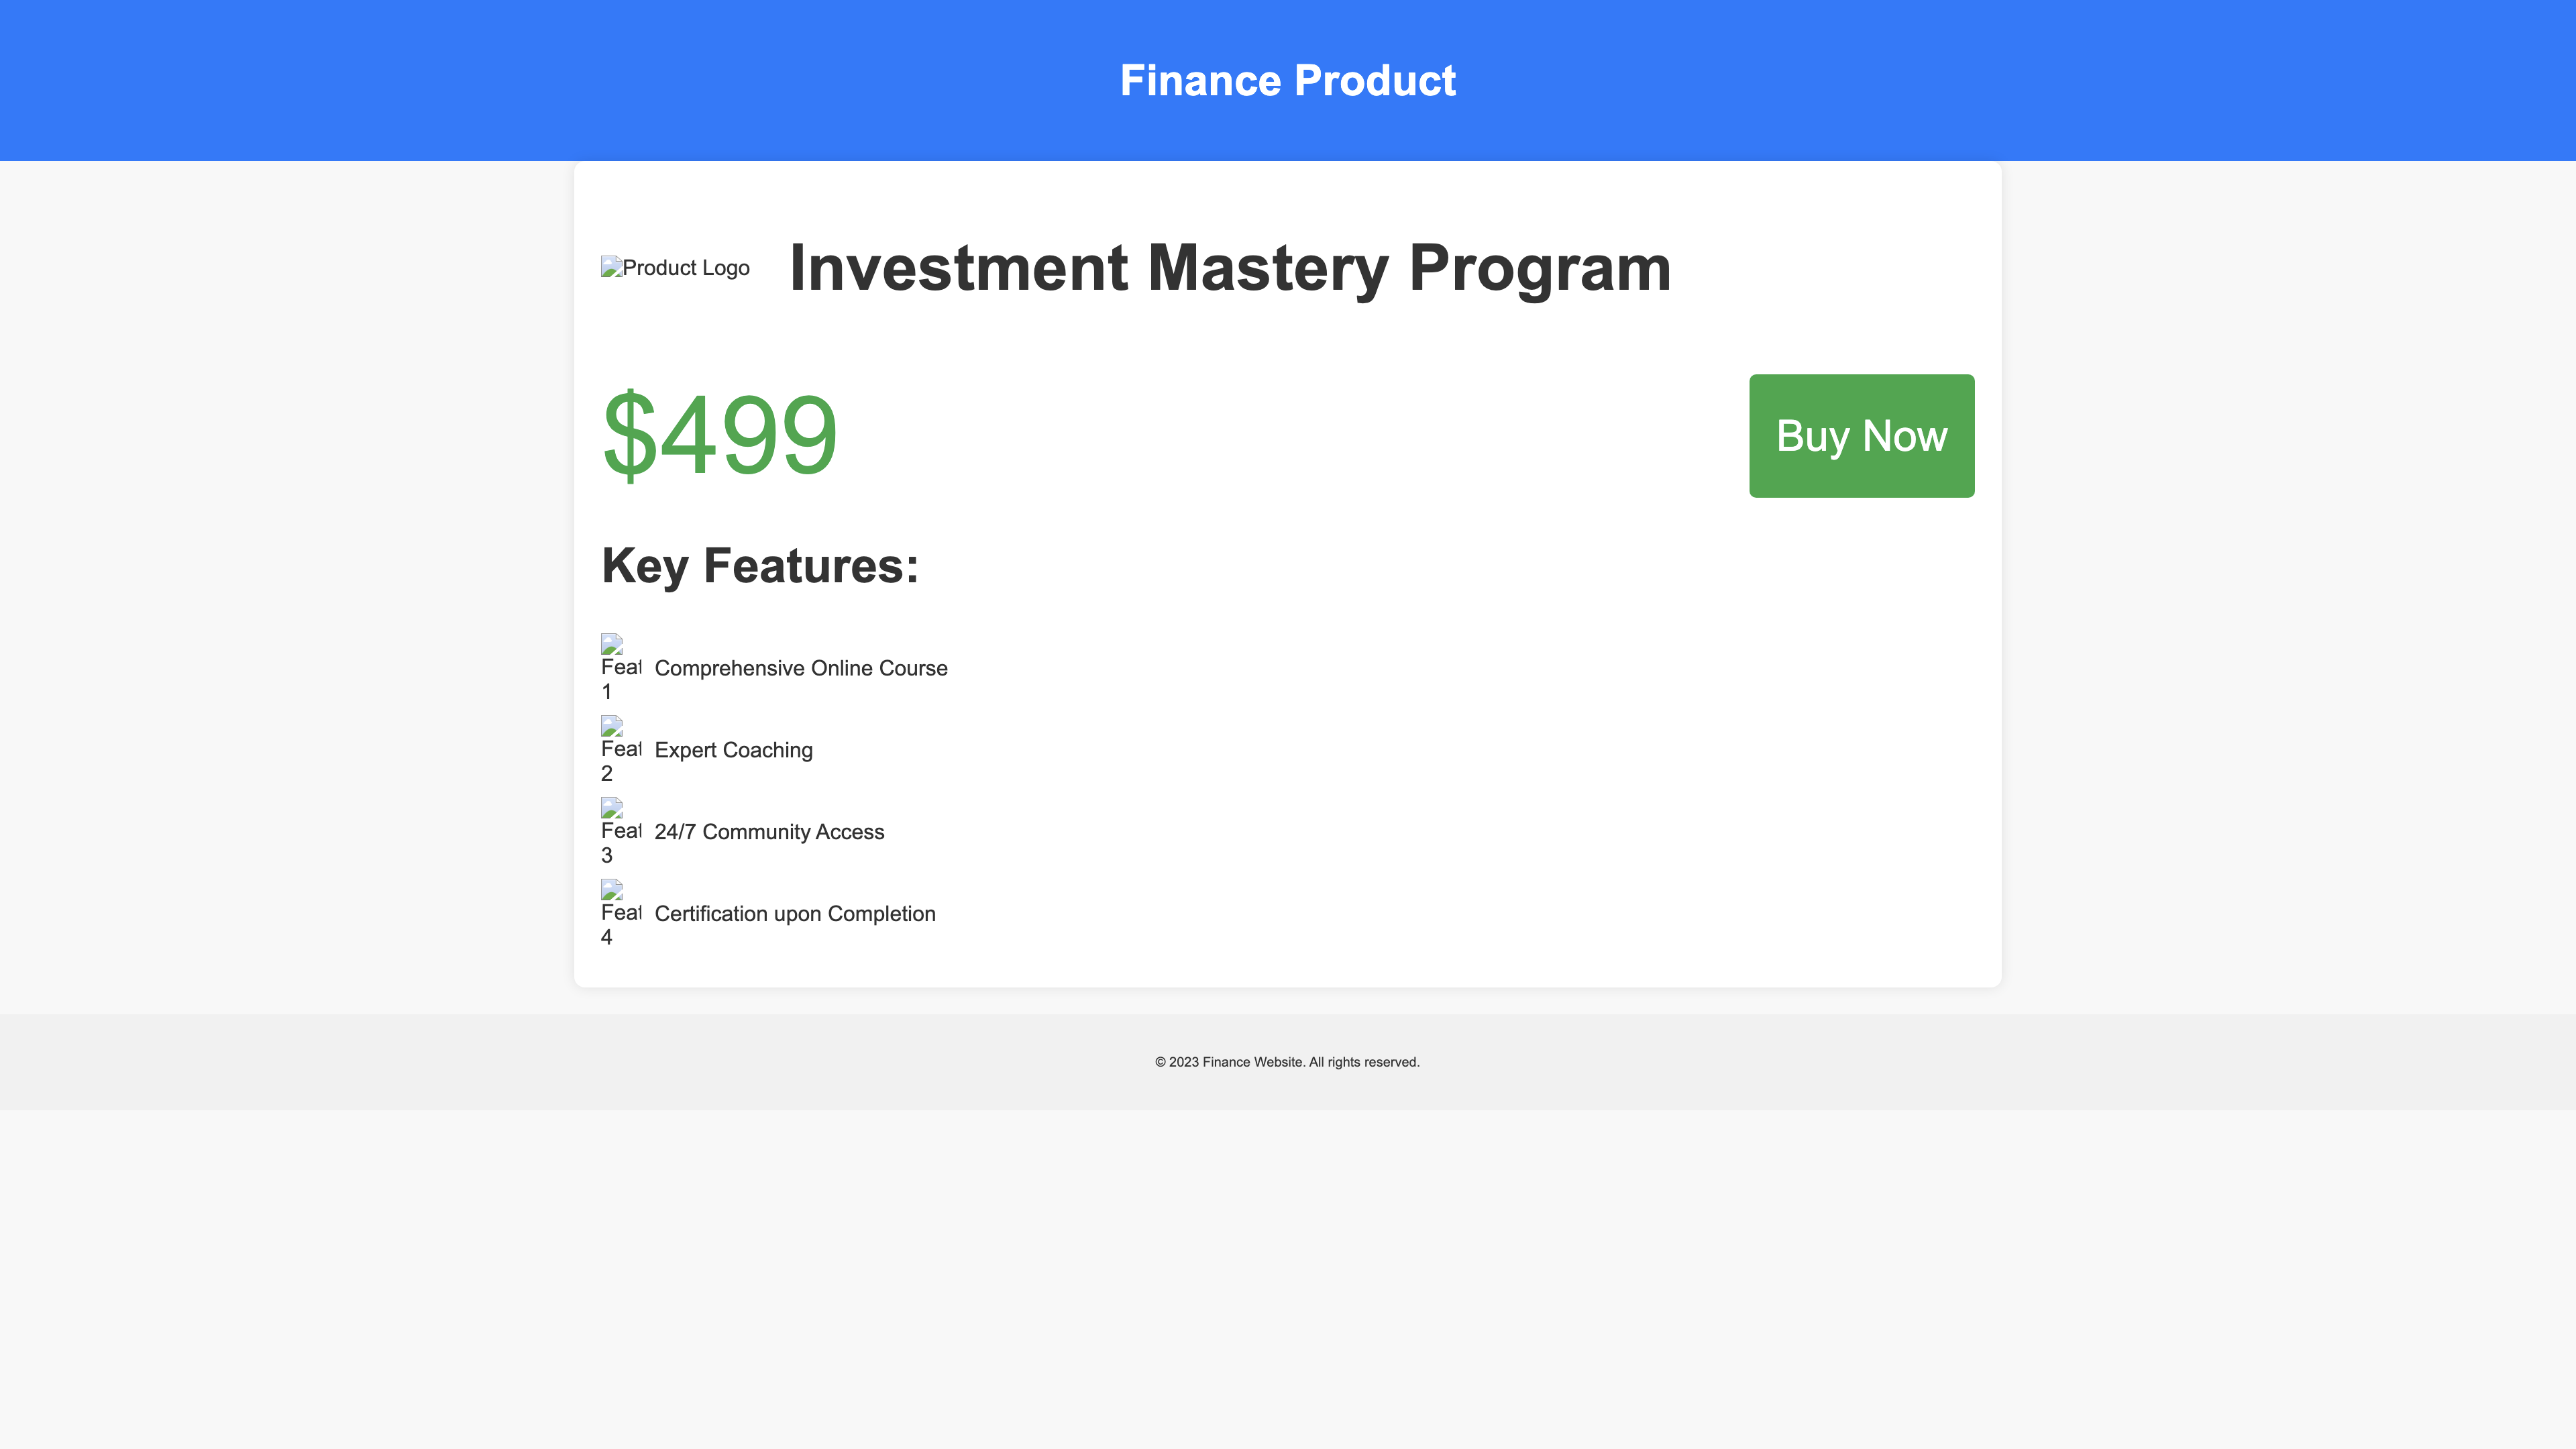 Finance Product
Product Logo
Investment Mastery Program
$499
Buy Now
Key Features:
Feat
1
Comprehensive Online Course
Feat
2
Expert Coaching
Feat
3
24/7 Community Access
Feat
4
Certification upon Completion
© 2023 Finance Website. All rights reserved.